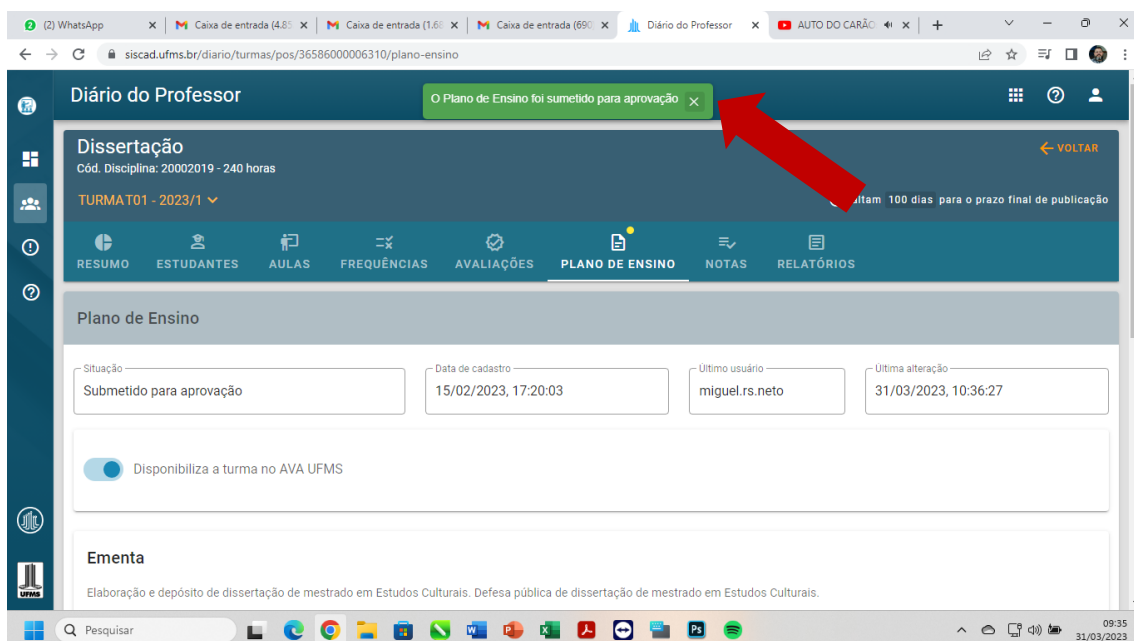 (2) WhatsApp
Caixa de entrada (4.85
Caixa de entrada (1.68
Caixa de entrada (690
Diário do Professor
AUTO DO CARÃO
siscad.ufms.br/diario/turmas/pos/36586000006310/plano-ensino
Diário do Professor
O Plano de Ensino foi sumetido para aprovação
Dissertação
VOLTAR
Cód. Disciplina: 20002019 - 240 horas
TURMA T01 - 2023/1
altam 100 dias para o prazo final de publicação
RESUMO ESTUDANTES AULAS FREQUÊNCIAS AVALIAÇÕES PLANO DE ENSINO NOTAS RELATÓRIOS
Plano de Ensino
Situação
Submetido para aprovação
Data de cadastro
15/02/2023, 17:20:03
Último usuário
miguel.rs.neto
Última alteração
31/03/2023, 10:36:27
Disponibiliza a turma no AVA UFMS
Ementa
Elaboração e depósito de dissertação de mestrado em Estudos Culturais. Defesa pública de dissertação de mestrado em Estudos Culturais.
UFMS
Pesquisar
09:35
31/03/2023